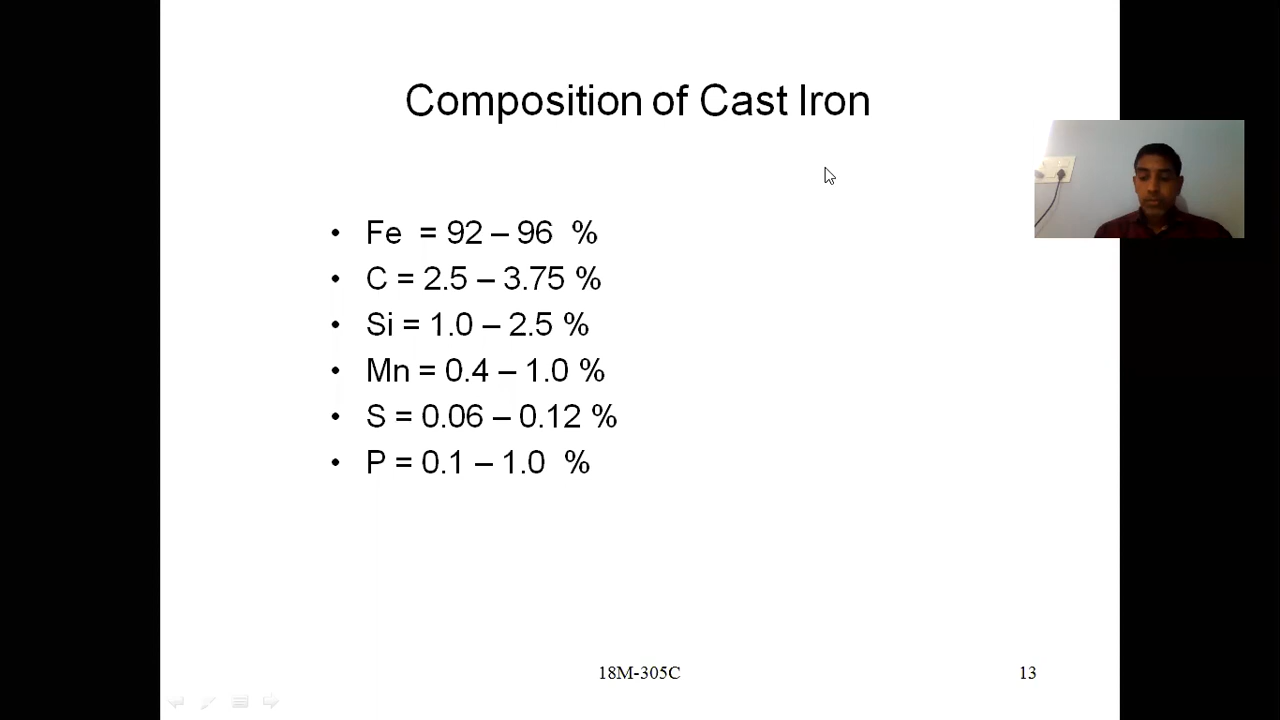 Composition of Cast Iron
• Fe = 92 – 96 %
• C = 2.5 – 3.75 %
• Si = 1.0 – 2.5 %
• Mn = 0.4 – 1.0 %
• S = 0.06 – 0.12 %
• P = 0.1 – 1.0 %
18M-305C
13